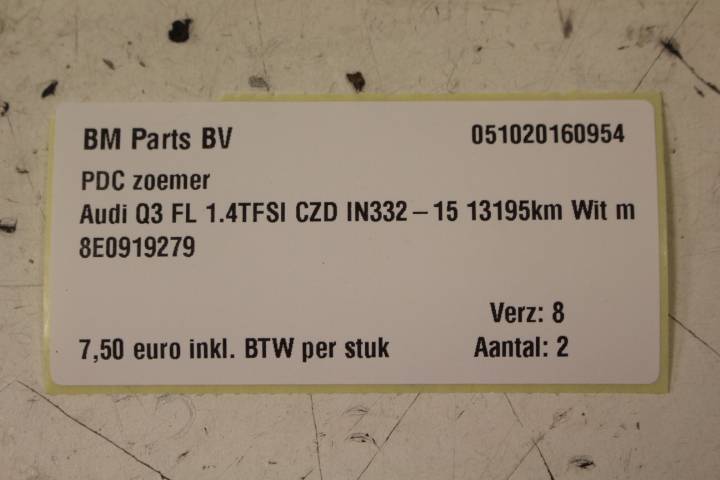 BM Parts BV 051020160954
PDC zoemer
Audi Q3 FL 1.4TFSI CZD IN332 – 15 13195km Wit m
8E0919279
Verz: 8
7,50 euro inkl. BTW per stuk Aantal: 2